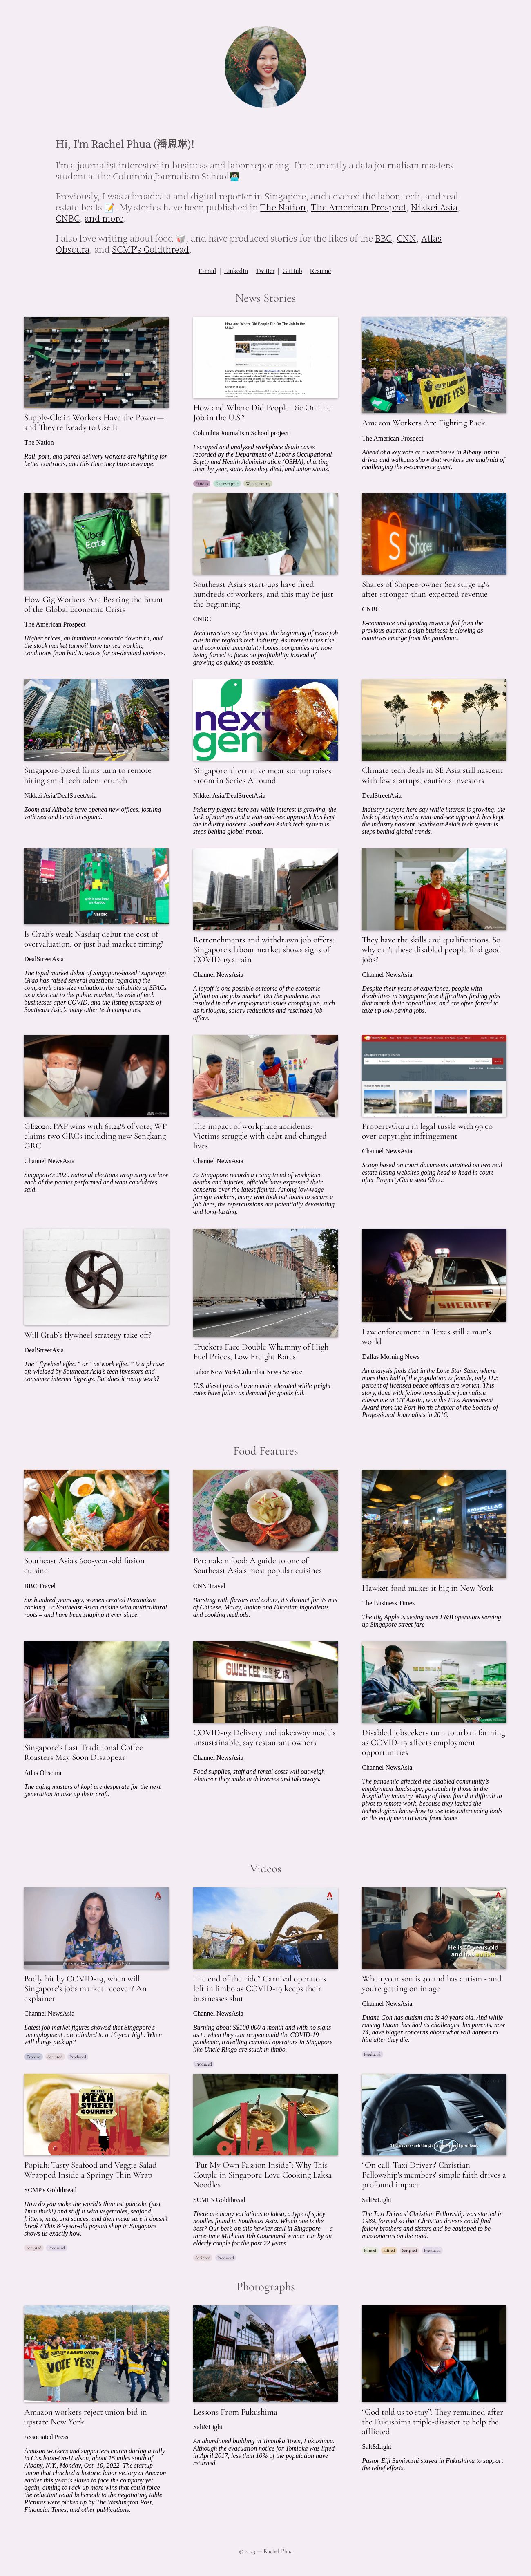 Hi, I'm Rachel Phua (潘恩琳)!
I'm a journalist interested in business and labor reporting. I'm currently a data journalism masters
student at the Columbia Journalism School👩🏻‍💻.
Previously, I was a broadcast and digital reporter in Singapore, and covered the labor, tech, and real
estate beats 📝. My stories have been published in The Nation, The American Prospect, Nikkei Asia,
CNBC, and more.
I also love writing about food 🥡, and have produced stories for the likes of the BBC, CNN, Atlas
Obscura, and SCMP's Goldthread.
E-mail | LinkedIn | Twitter | GitHub | Resume
News Stories
Supply-Chain Workers Have the Power—
and They're Ready to Use It
The Nation
Rail, port, and parcel delivery workers are fighting for
better contracts, and this time they have leverage.
How and Where Did People Die On The Job in the
U.S.?
How and Where Did People Die On The
Job in the U.S.?
Columbia Journalism School project
I scraped and analyzed workplace death cases
recorded by the Department of Labor's Occupational
Safety and Health Administration (OSHA), charting
them by year, state, how they died, and union status.
Pandas Datawrapper Web scraping
VOTE YES!
Amazon Workers Are Fighting Back
The American Prospect
Ahead of a key vote at a warehouse in Albany, union
drives and walkouts show that workers are unafraid of
challenging the e-commerce giant.
Uber
Eats
How Gig Workers Are Bearing the Brunt
of the Global Economic Crisis
The American Prospect
Higher prices, an imminent economic downturn, and
the stock market turmoil have turned working
conditions from bad to worse for on-demand workers.
Southeast Asia's start-ups have fired
hundreds of workers, and this may be just
the beginning
CNBC
Tech investors say this is just the beginning of more job
cuts in the region's tech industry. As interest rates rise
and economic uncertainty looms, companies are now
being forced to focus on profitability instead of
growing as quickly as possible.
Shopee
Shares of Shopee-owner Sea surge 14%
after stronger-than-expected revenue
CNBC
E-commerce and gaming revenue fell from the
previous quarter, a sign business is slowing as
countries emerge from the pandemic.
Singapore-based firms turn to remote
hiring amid tech talent crunch
Nikkei Asia/DealStreetAsia
Zoom and Alibaba have opened new offices, jostling
with Sea and Grab to expand.
next
gen
Singapore alternative meat startup raises
$100m in Series A round
Nikkei Asia/DealStreetAsia
Industry players here say while interest is growing, the
lack of startups and a wait-and-see approach has kept
the industry nascent. Southeast Asia's tech system is
steps behind global trends.
Climate tech deals in SE Asia still nascent
with few startups, cautious investors
DealStreetAsia
Industry players here say while interest is growing, the
lack of startups and a wait-and-see approach has kept
the industry nascent. Southeast Asia's tech system is
steps behind global trends.
Nasdaq
Is Grab's weak Nasdaq debut the cost of
overvaluation, or just bad market timing?
DealStreetAsia
The tepid market debut of Singapore-based "superapp"
Grab has raised several questions regarding the
company's plus-size valuation, the reliability of SPACs
as a shortcut to the public market, the role of tech
businesses after COVID, and the listing prospects of
Southeast Asia's many other tech companies.
Retrenchments and withdrawn job offers:
Singapore's labour market shows signs of
COVID-19 strain
Channel NewsAsia
A layoff is one possible outcome of the economic
fallout on the jobs market. But the pandemic has
resulted in other employment issues cropping up, such
as furloughs, salary reductions and rescinded job
offers.
They have the skills and qualifications. So
why can't these disabled people find good
jobs?
Channel NewsAsia
Despite their years of experience, people with
disabilities in Singapore face difficulties finding jobs
that match their capabilities, and are often forced to
take up low-paying jobs.
GE2020: PAP wins with 61.24% of vote; WP
claims two GRCs including new Sengkang
GRC
Channel NewsAsia
Singapore's 2020 national elections wrap story on how
each of the parties performed and what candidates
said.
The impact of workplace accidents:
Victims struggle with debt and changed
lives
Channel NewsAsia
As Singapore records a rising trend of workplace
deaths and injuries, officials have expressed their
concerns over the latest figures. Among low-wage
foreign workers, many who took out loans to secure a
job here, the repercussions are potentially devastating
and long-lasting.
Singapore Property Search
PropertyGuru in legal tussle with 99.co
over copyright infringement
Channel NewsAsia
Scoop based on court documents attained on two real
estate listing websites going head to head in court
after PropertyGuru sued 99.co.
Will Grab's flywheel strategy take off?
DealStreetAsia
The “flywheel effect” or “network effect” is a phrase
oft-wielded by Southeast Asia's tech investors and
consumer internet bigwigs. But does it really work?
Truckers Face Double Whammy of High
Fuel Prices, Low Freight Rates
Labor New York/Columbia News Service
U.S. diesel prices have remain elevated while freight
rates have fallen as demand for goods fall.
SHERIFF
Law enforcement in Texas still a man's
world
Dallas Morning News
An analysis finds that in the Lone Star State, where
more than half of the population is female, only 11.5
percent of licensed peace officers are women. This
story, done with fellow investigative journalism
classmate at UT Austin, won the First Amendment
Award from the Fort Worth chapter of the Society of
Professional Journalists in 2016.
Food Features
Southeast Asia's 600-year-old fusion
cuisine
BBC Travel
Six hundred years ago, women created Peranakan
cooking – a Southeast Asian cuisine with multicultural
roots – and have been shaping it ever since.
Peranakan food: A guide to one of
Southeast Asia's most popular cuisines
CNN Travel
Bursting with flavors and colors, it's distinct for its mix
of Chinese, Malay, Indian and Eurasian ingredients
and cooking methods.
Hawker food makes it big in New York
The Business Times
The Big Apple is seeing more F&B operators serving
up Singapore street fare
Singapore's Last Traditional Coffee
Roasters May Soon Disappear
Atlas Obscura
The aging masters of kopi are desperate for the next
generation to take up their craft.
SWEE KEE
COVID-19: Delivery and takeaway models
unsustainable, say restaurant owners
Channel NewsAsia
Food supplies, staff and rental costs will outweigh
whatever they make in deliveries and takeaways.
Disabled jobseekers turn to urban farming
as COVID-19 affects employment
opportunities
Channel NewsAsia
The pandemic affected the disabled community's
employment landscape, particularly those in the
hospitality industry. Many of them found it difficult to
pivot to remote work, because they lacked the
technological know-how to use teleconferencing tools
or the equipment to work from home.
Videos
Badly hit by COVID-19, when will
Singapore's jobs market recover? An
explainer
Channel NewsAsia
Latest job market figures showed that Singapore's
unemployment rate climbed to a 16-year high. When
will things pick up?
Fronted Scripted Produced
The end of the ride? Carnival operators
left in limbo as COVID-19 keeps their
businesses shut
Channel NewsAsia
Burning about S$100,000 a month and with no signs
as to when they can reopen amid the COVID-19
pandemic, travelling carnival operators in Singapore
like Uncle Ringo are stuck in limbo.
Produced
He is 40 years old
When your son is 40 and has autism - and
you're getting on in age
Channel NewsAsia
Duane Goh has autism and is 40 years old. And while
raising Duane has had its challenges, his parents, now
74, have bigger concerns about what will happen to
him after they die.
Produced
MEAN
STREET
GOURMET
Popiah: Tasty Seafood and Veggie Salad
Wrapped Inside a Springy Thin Wrap
SCMP's Goldthread
How do you make the world's thinnest pancake (just
1mm thick!) and stuff it with vegetables, seafood,
fritters, nuts, and sauces, and then make sure it doesn't
break? This 84-year-old popiah shop in Singapore
shows us exactly how.
Scripted Produced
“Put My Own Passion Inside”: Why This
Couple in Singapore Love Cooking Laksa
Noodles
SCMP's Goldthread
There are many variations to laksa, a type of spicy
noodles found in Southeast Asia. Which one is the
best? Our bet's on this hawker stall in Singapore — a
three-time Michelin Bib Gourmand winner run by an
elderly couple for the past 22 years.
Scripted Produced
“On call: Taxi Drivers' Christian
Fellowship's members' simple faith drives a
profound impact
Salt&Light
The Taxi Drivers' Christian Fellowship was started in
1989, formed so that Christian drivers could find
fellow brothers and sisters and be equipped to be
missionaries on the road.
Filmed Edited Scripted Produced
Photographs
VOTE YES!
Amazon workers reject union bid in
upstate New York
Associated Press
Amazon workers and supporters march during a rally
in Castleton-On-Hudson, about 15 miles south of
Albany, N.Y., Monday, Oct. 10, 2022. The startup
union that clinched a historic labor victory at Amazon
earlier this year is slated to face the company yet
again, aiming to rack up more wins that could force
the reluctant retail behemoth to the negotiating table.
Pictures were picked up by The Washington Post,
Financial Times, and other publications.
Lessons From Fukushima
Salt&Light
An abandoned building in Tomioka Town, Fukushima.
Although the evacuation notice for Tomioka was lifted
in April 2017, less than 10% of the population have
returned.
“God told us to stay”: They remained after
the Fukushima triple-disaster to help the
afflicted
Salt&Light
Pastor Eiji Sumiyoshi stayed in Fukushima to support
the relief efforts.
© 2023 — Rachel Phua